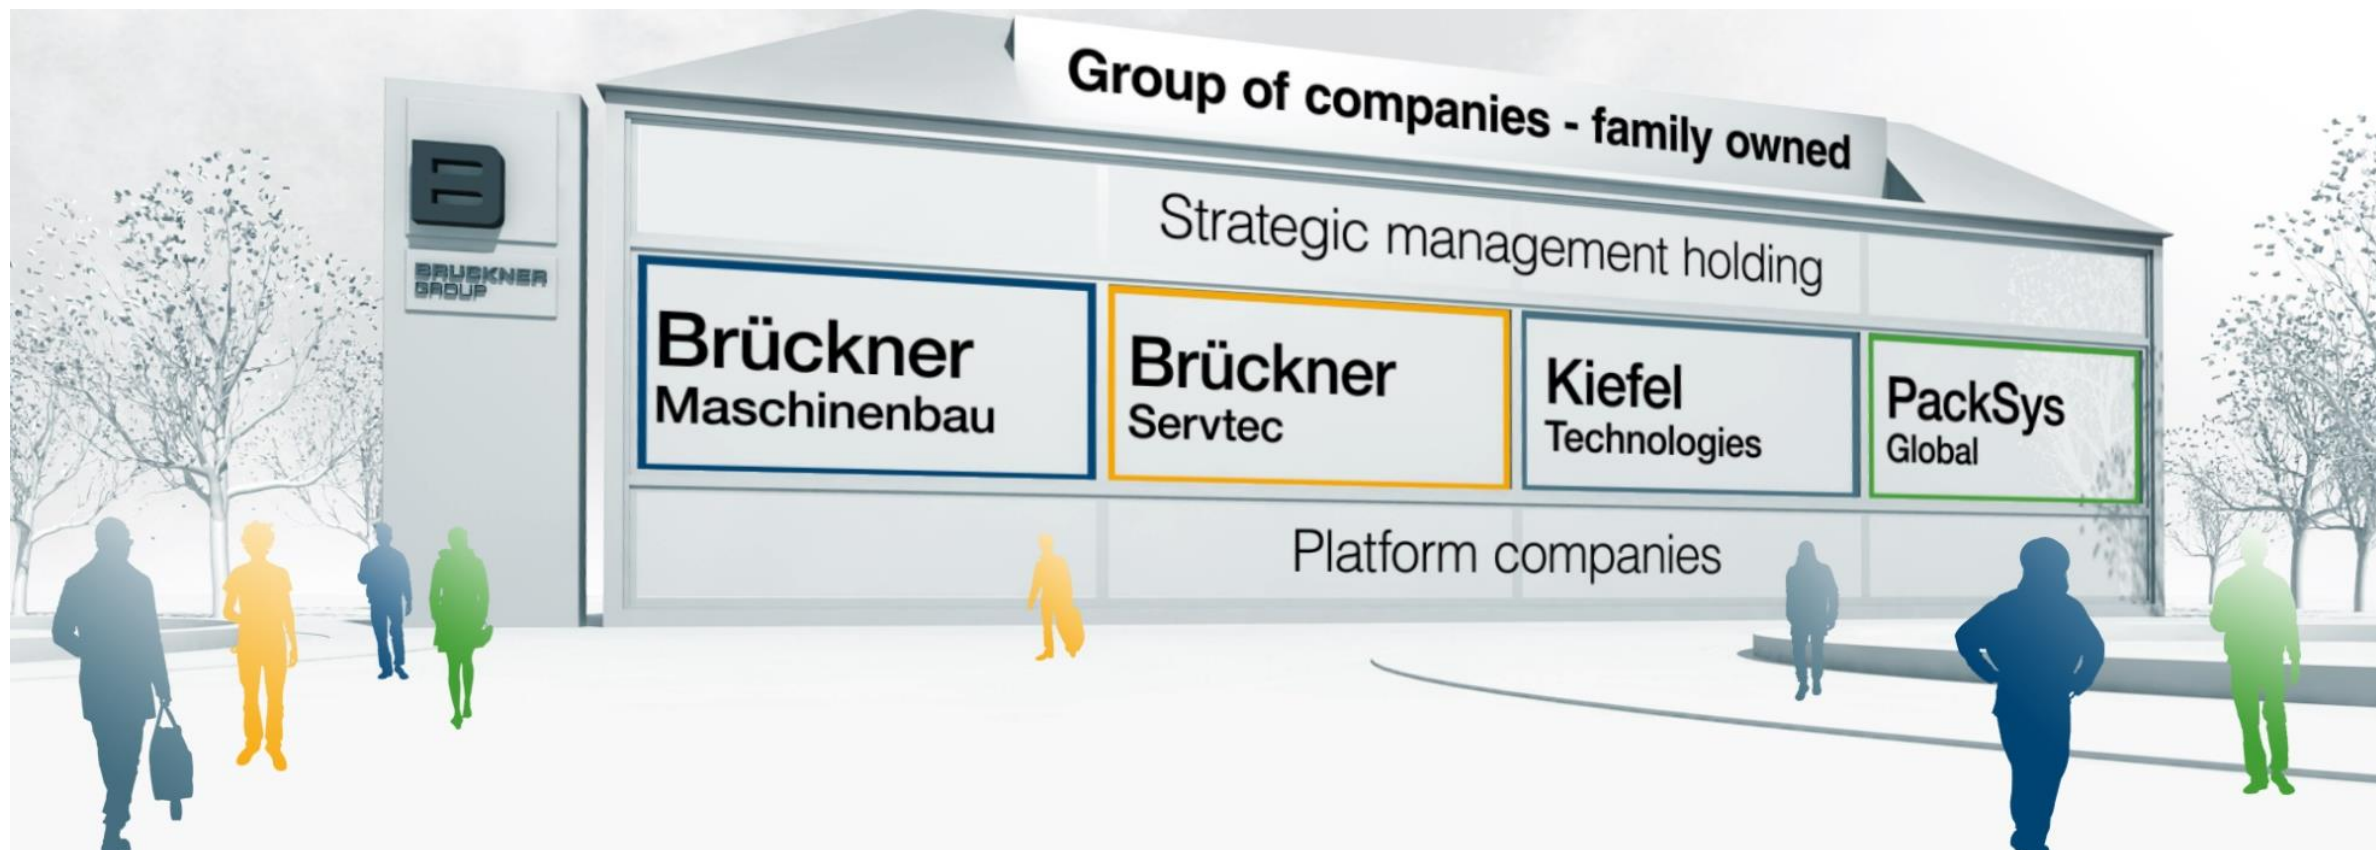 Group of companies - family owned
Strategic management holding
BRUCKNER
GROUP
Brückner
Maschinenbau
Brückner
Servtec
Kiefel
Technologies
PackSys
Global
Platform companies